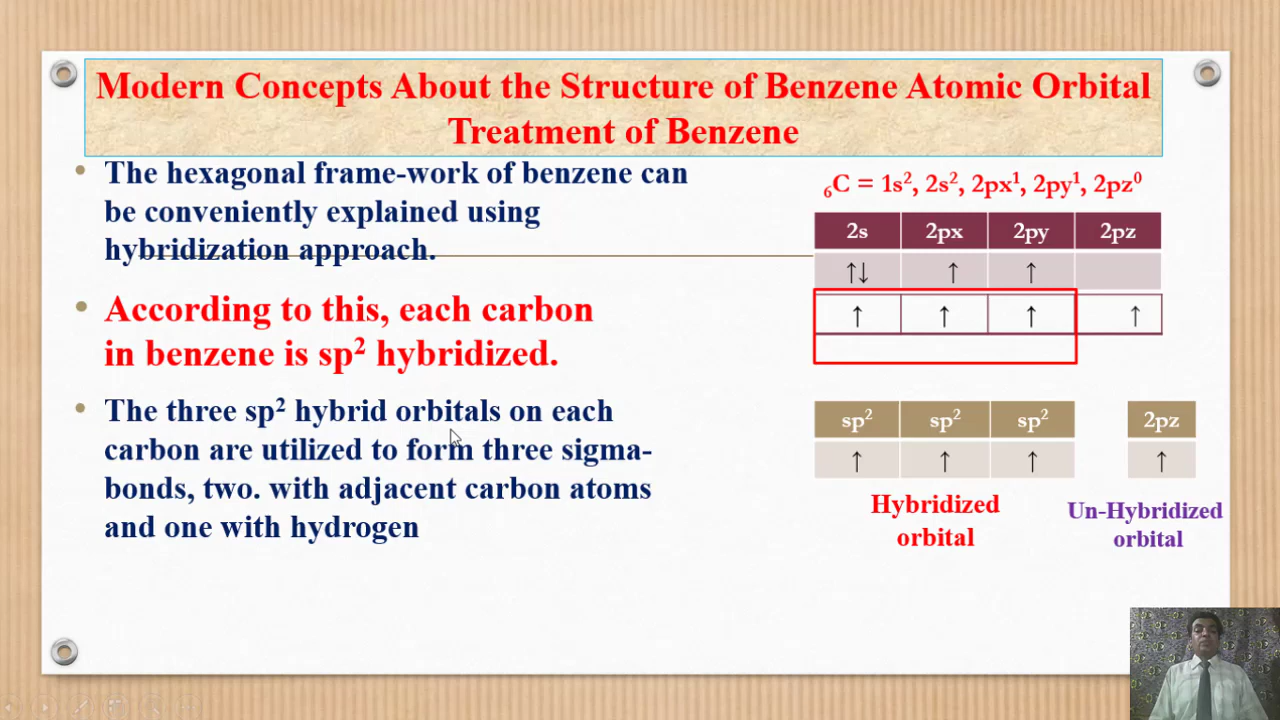 Modern Concepts About the Structure of Benzene Atomic Orbital
Treatment of Benzene
• The hexagonal frame-work of benzene can
be conveniently explained using
hybridization approach.
• According to this, each carbon
in benzene is sp² hybridized.
• The three sp² hybrid orbitals on each
carbon are utilized to form three sigma-
bonds, two. with adjacent carbon atoms
and one with hydrogen
₆C = 1s², 2s², 2px¹, 2py¹, 2pz⁰
2s 2px 2py 2pz
↑↓ ↑ ↑
↑ ↑ ↑ ↑
sp² sp² sp² 2pz
↑ ↑ ↑ ↑
Hybridized
orbital
Un-Hybridized
orbital